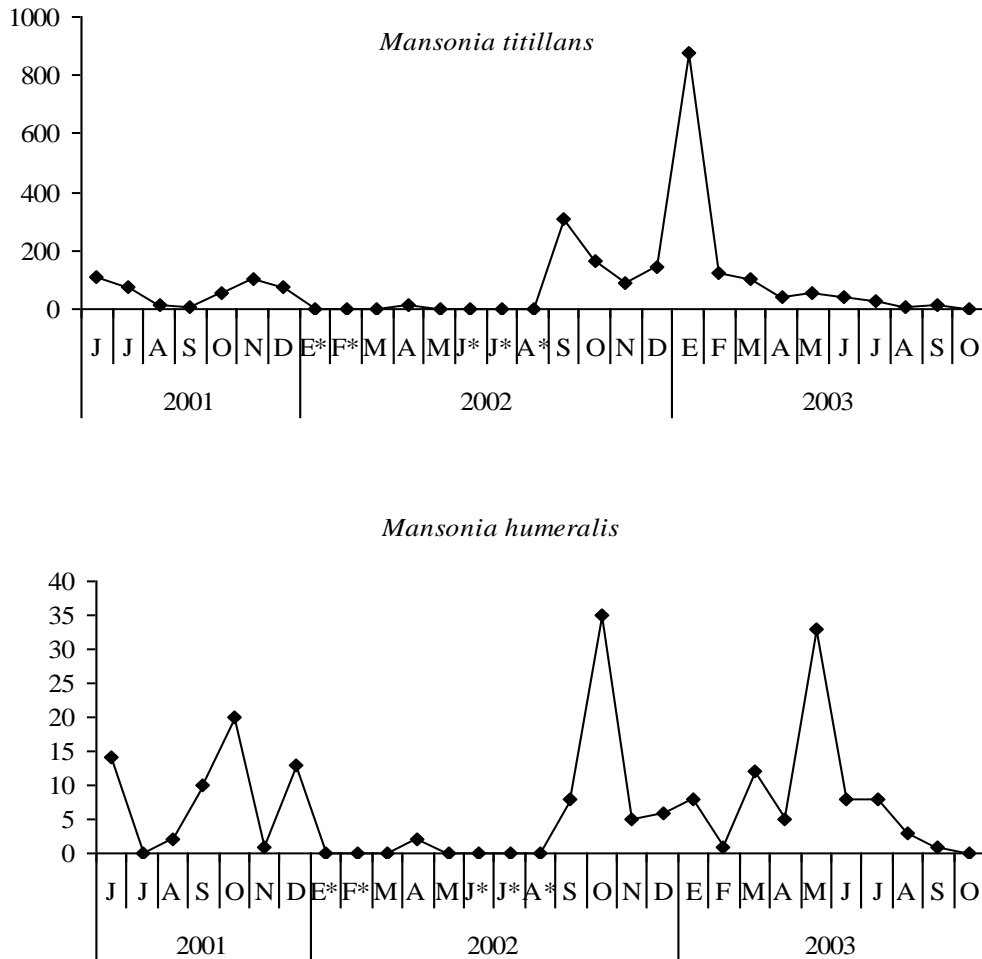 Mansonia titillans
1000
800
600
400
200
0
J J A S O N D E* F* M A M J* J* A* S O N D E F M A M J J A S O
2001 2002 2003
Mansonia humeralis
40
35
30
25
20
15
10
5
0
J J A S O N D E* F* M A M J* J* A* S O N D E F M A M J J A S O
2001 2002 2003